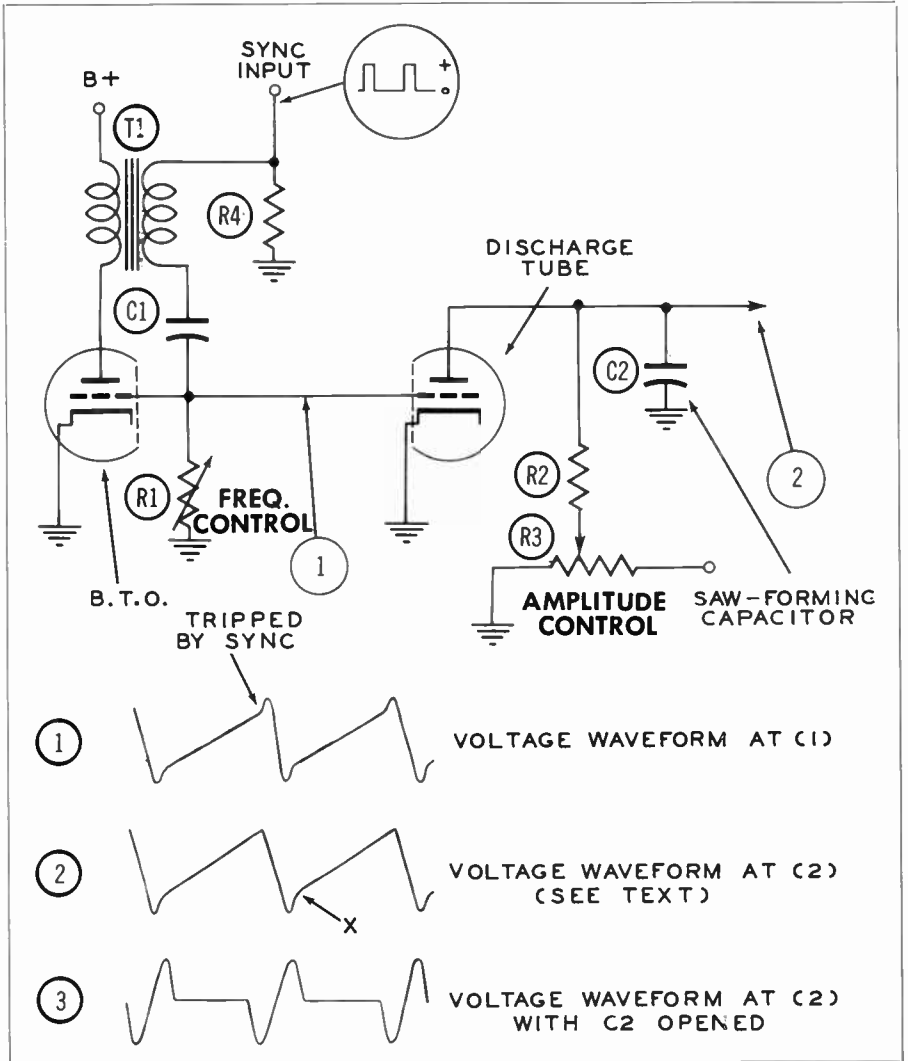 SYNC
INPUT
B+
+
o
T1
R4
C1
DISCHARGE
TUBE
C2
R1
FREQ.
CONTROL
1
R2
2
R3
B.T.O.
AMPLITUDE
CONTROL
SAW-FORMING
CAPACITOR
TRIPPED
BY SYNC
1
VOLTAGE WAVEFORM AT (1)
2
VOLTAGE WAVEFORM AT (2)
(SEE TEXT)
X
3
VOLTAGE WAVEFORM AT (2)
WITH C2 OPENED